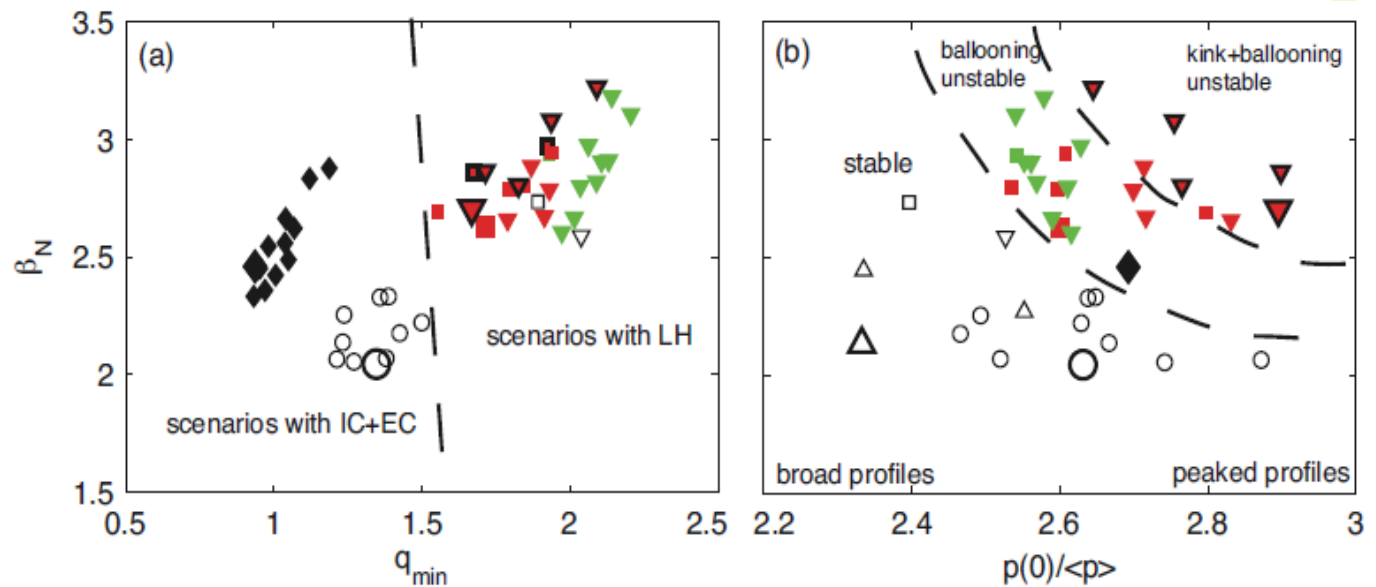 3.5
3
2.5
2
1.5
β_N
(a)
scenarios with LH
scenarios with IC+EC
0.5 1 1.5 2 2.5
q_min
(b)
ballooning
unstable
kink+ballooning
unstable
stable
broad profiles
peaked profiles
2.2 2.4 2.6 2.8 3
p(0)/<p>